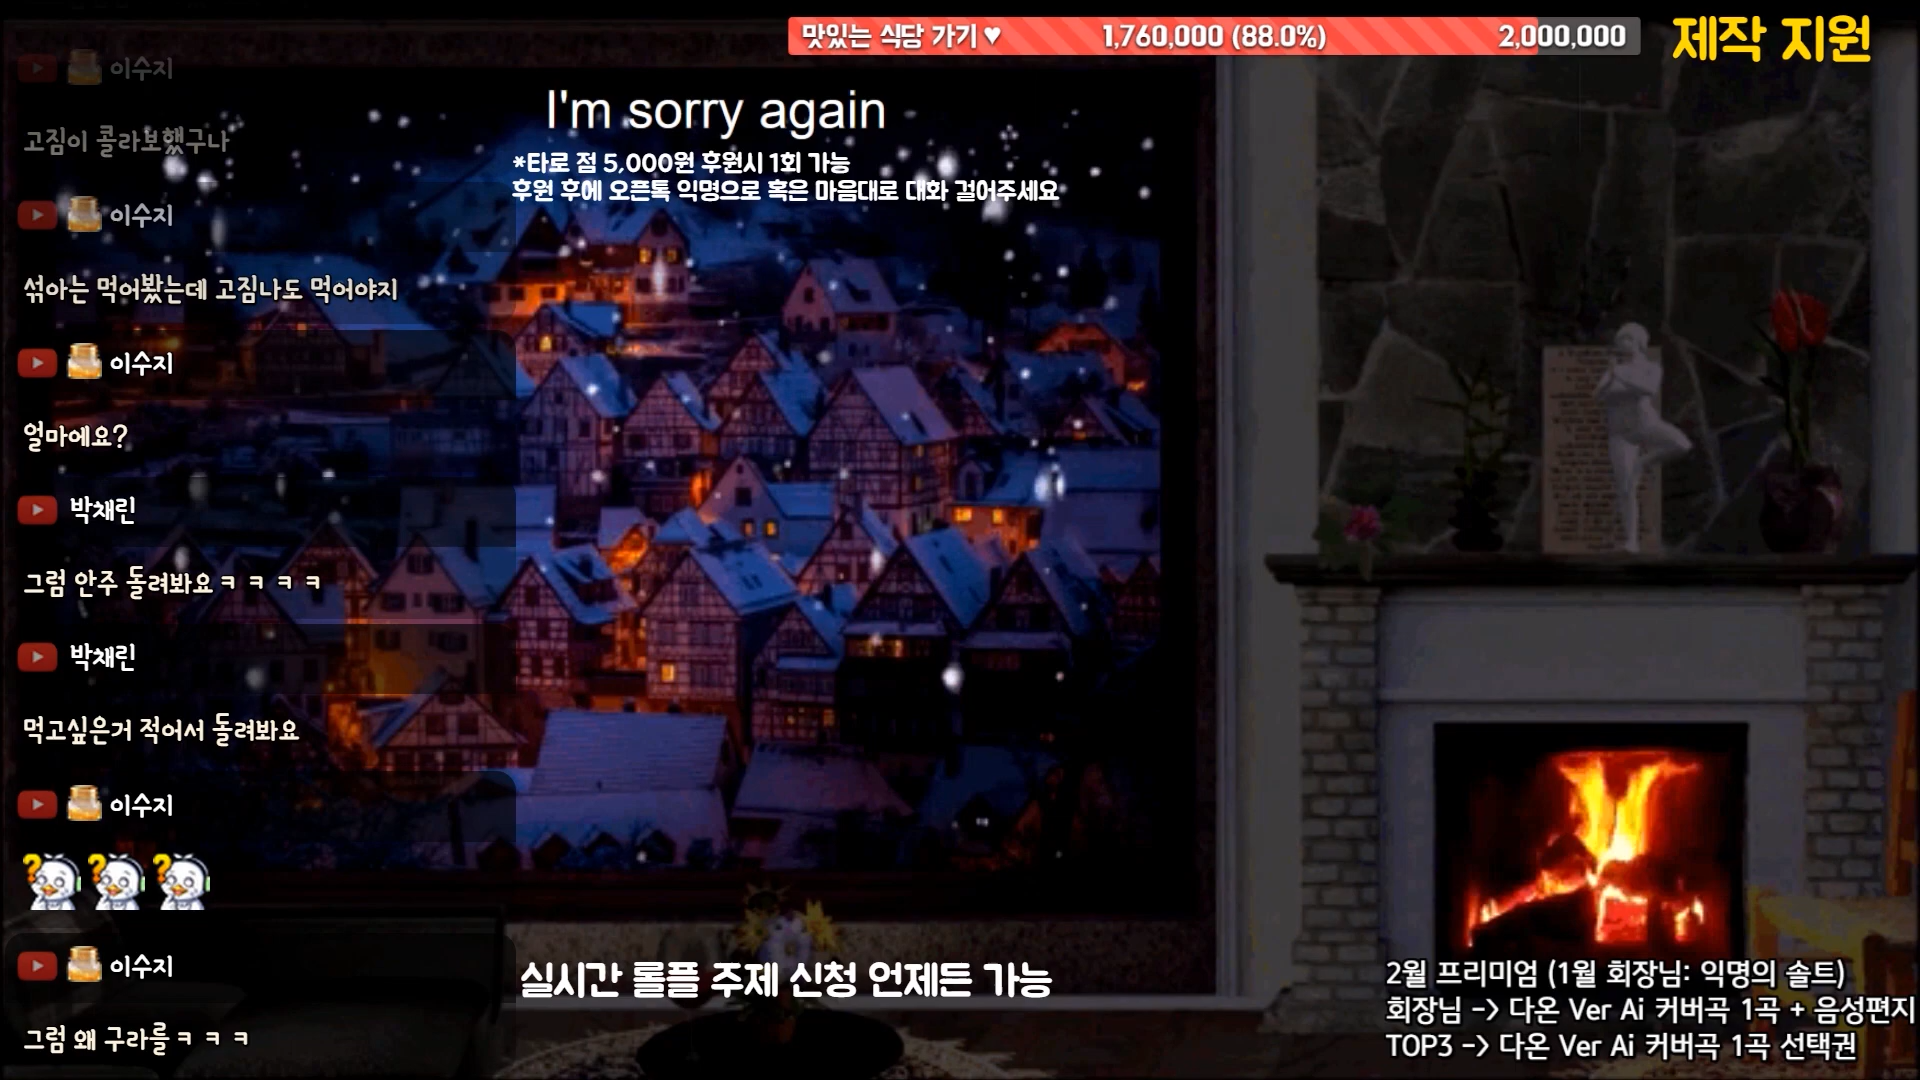 맛있는 식당 가기♥ 1,760,000 (88.0%) 2,000,000
제작 지원
I'm sorry again
*타로 점 5,000원 후원시 1회 가능
후원 후에 오픈톡 익명으로 혹은 마음대로 대화 걸어주세요
이수지
고짐이 콜라보했구나
이수지
섞아는 먹어봤는데 고짐나도 먹어야지
이수지
얼마에요?
박채린
그럼 안주 돌려봐요ㅋㅋㅋㅋ
박채린
먹고싶은거 적어서 돌려봐요
이수지
이수지
그럼 왜 구라를ㅋㅋㅋ
실시간 롤플 주제 신청 언제든 가능
2월 프리미엄 (1월 회장님: 익명의 솔트)
회장님 -> 다온 Ver Ai 커버곡 1곡 + 음성편지
TOP3 -> 다온 Ver Ai 커버곡 1곡 선택권